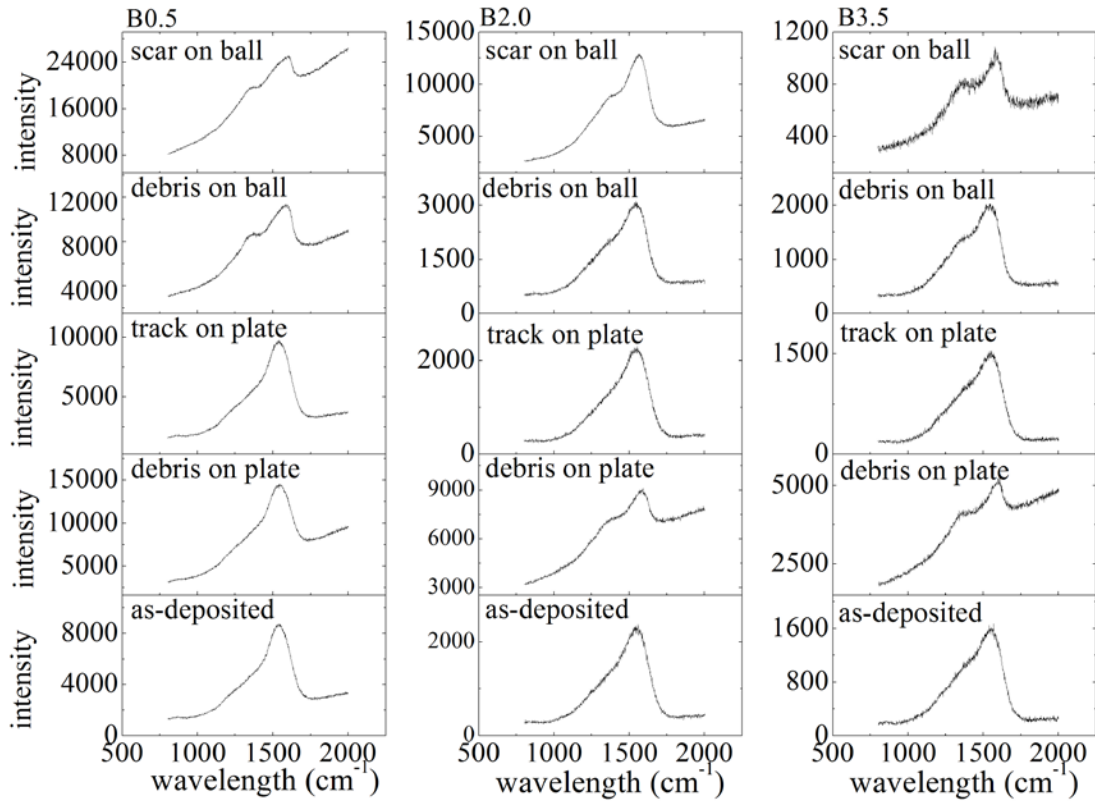 B0.5 B2.0 B3.5
scar on ball scar on ball scar on ball
intensity
24000 15000 1200
16000 10000 800
8000 5000 400
debris on ball debris on ball debris on ball
intensity
12000 3000 2000
8000 1500 1000
4000 0 0
track on plate track on plate track on plate
intensity
10000 2000 1500
5000 0 0
debris on plate debris on plate debris on plate
intensity
15000 9000 5000
12500
10000 6000
7500
5000 2500
2500 3000
as-deposited as-deposited as-deposited
intensity
8000 2000 1600
4000 800
0 0 0
500 1000 1500 2000 500 1000 1500 2000 500 1000 1500 2000
wavelength (cm-1) wavelength (cm-1) wavelength (cm-1)